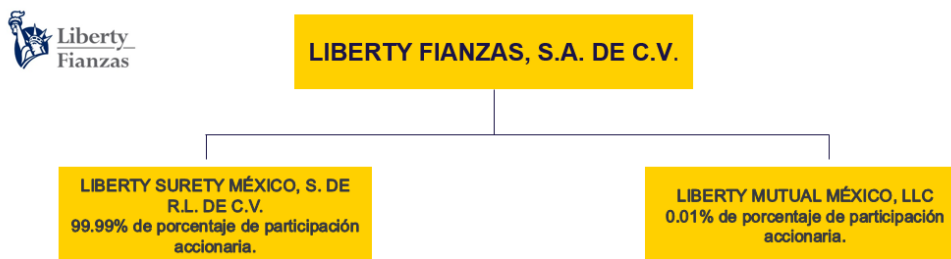 Liberty
Fianzas
LIBERTY FIANZAS, S.A. DE C.V.
LIBERTY SURETY MÉXICO, S. DE
R.L. DE C.V.
99.99% de porcentaje de participación
accionaria.
LIBERTY MUTUAL MÉXICO, LLC
0.01% de porcentaje de participación
accionaria.